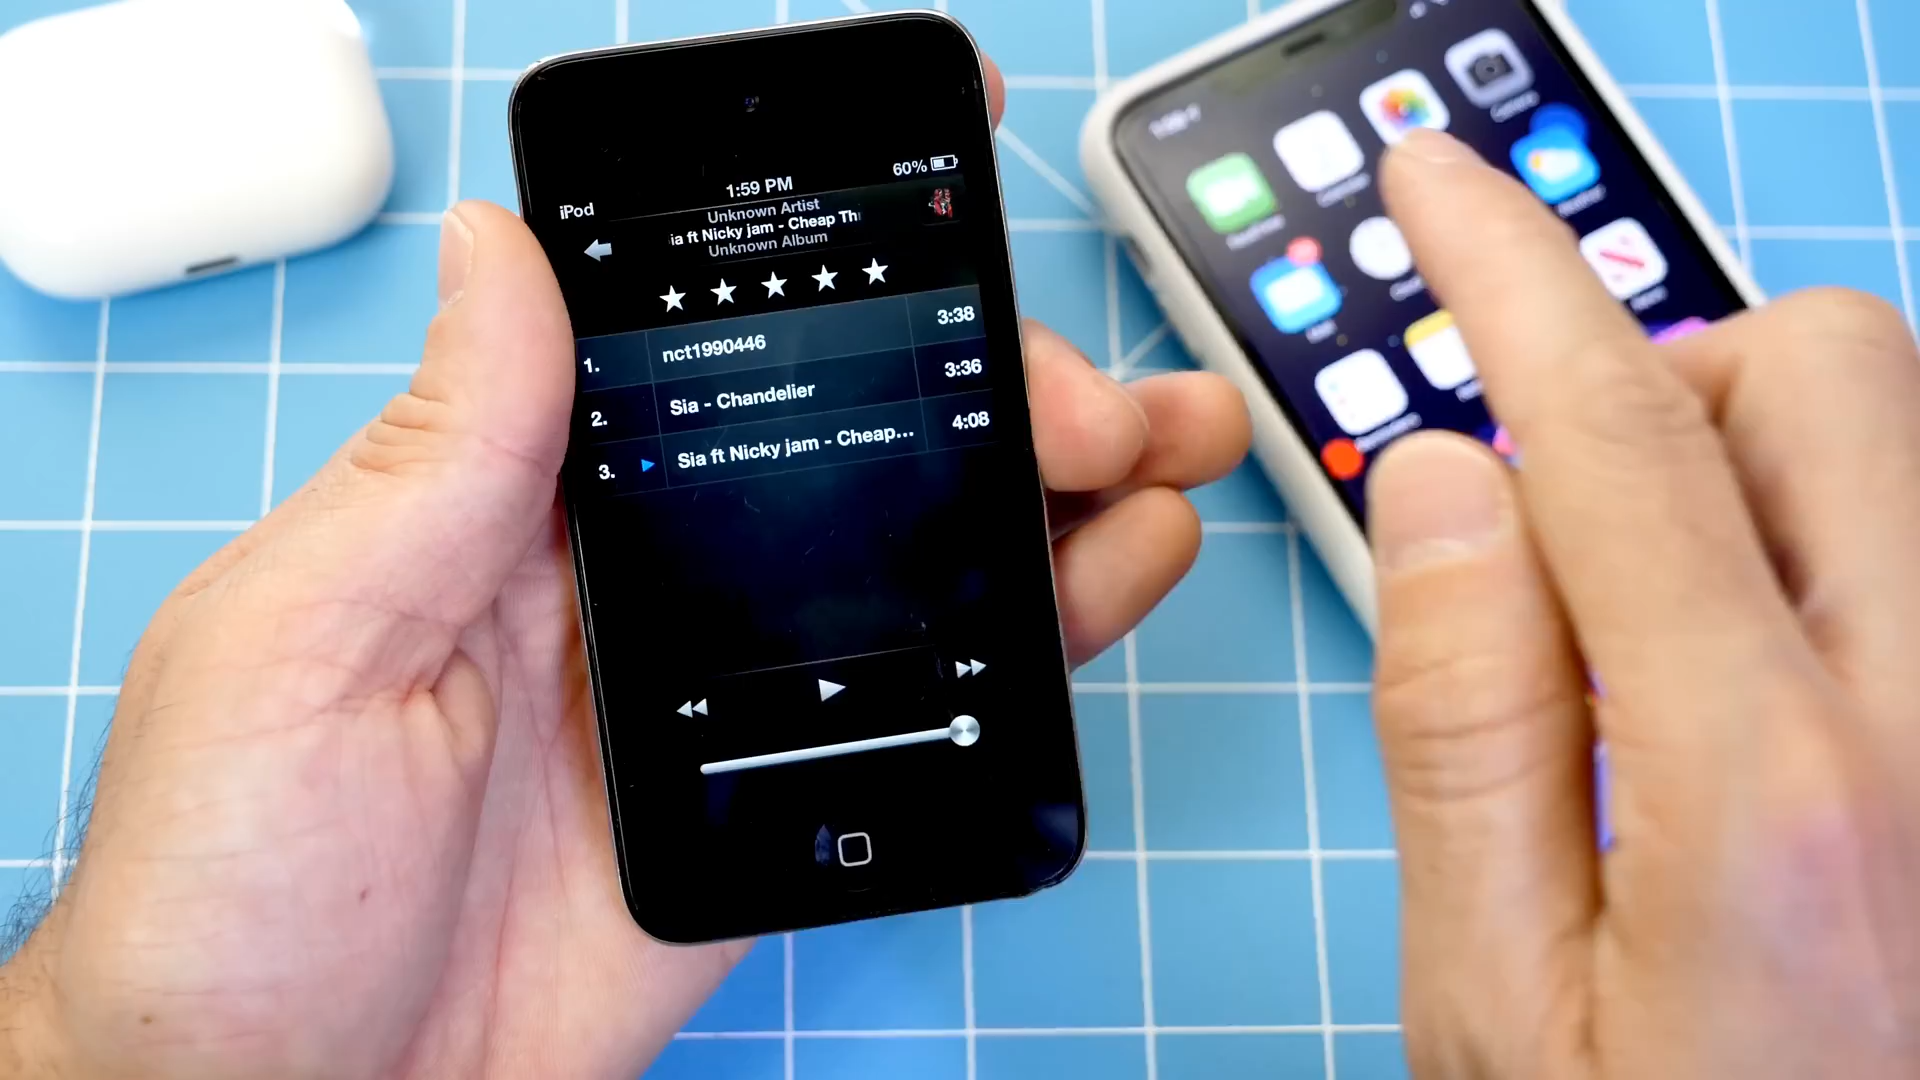 iPod
1:59 PM
60%
Unknown Artist
ia ft Nicky jam - Cheap Th
Unknown Album
1.
nct1990446
3:38
2.
Sia - Chandelier
3:36
3.
Sia ft Nicky jam - Cheap...
4:08